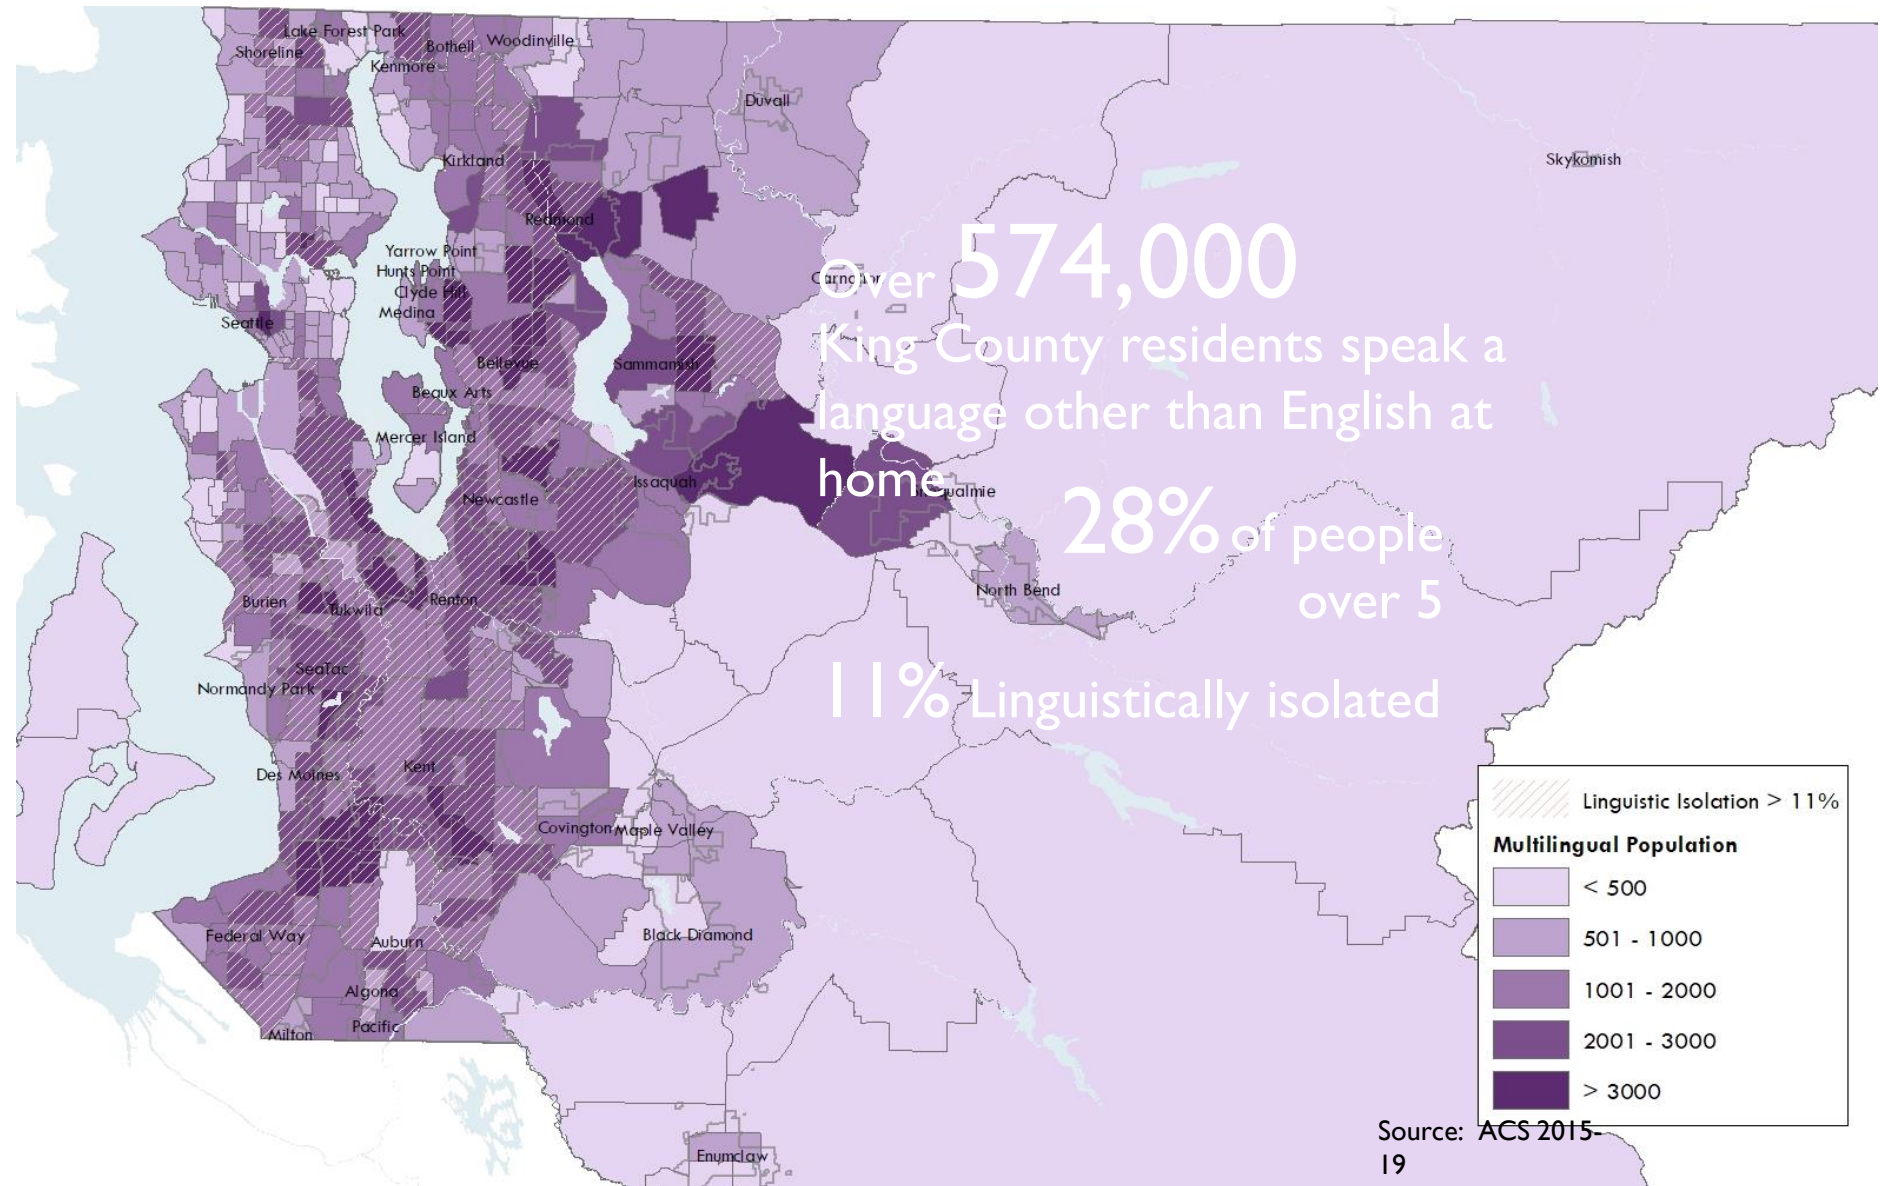 Lake Forest Park
Shoreline
Bothell
Woodinville
Kenmore
Duvall
Kirkland
Skykomish
Redmond
Yarrow Point
Hunts Point
Clyde Hill
Medina
Seattle
Carnation
Over 574,000
King County residents speak a
language other than English at
home
Bellevue
Sammamish
Beaux Arts
Mercer Island
Issaquah
Newcastle
Snoqualmie
28% of people
over 5
North Bend
Burien
Tukwila
Renton
SeaTac
Normandy Park
11% Linguistically isolated
Des Moines
Kent
Covington
Maple Valley
Federal Way
Auburn
Black Diamond
Algona
Pacific
Milton
Enumclaw
Linguistic Isolation > 11%
Multilingual Population
< 500
501 - 1000
1001 - 2000
2001 - 3000
> 3000
Source: ACS 2015-
19